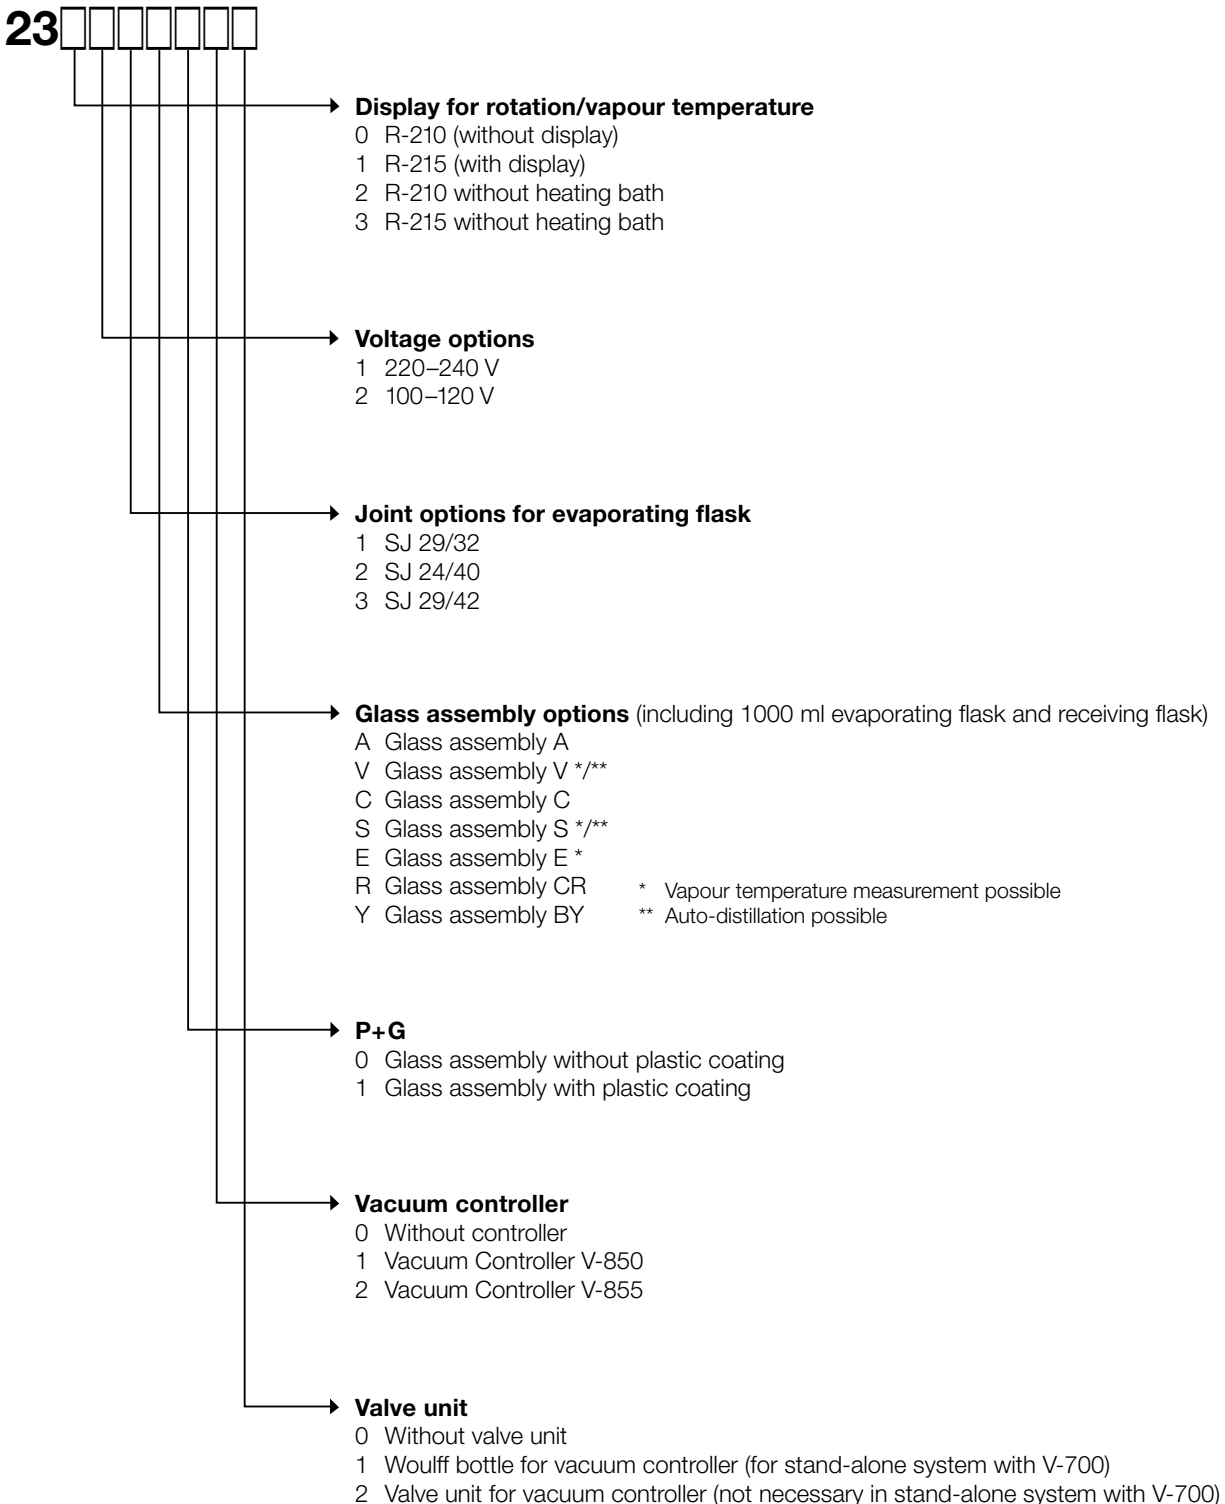 23
Display for rotation/vapour temperature
0 R-210 (without display)
1 R-215 (with display)
2 R-210 without heating bath
3 R-215 without heating bath
Voltage options
1 220–240 V
2 100–120 V
Joint options for evaporating flask
1 SJ 29/32
2 SJ 24/40
3 SJ 29/42
Glass assembly options (including 1000 ml evaporating flask and receiving flask)
A Glass assembly A
V Glass assembly V */**
C Glass assembly C
S Glass assembly S */**
E Glass assembly E *
R Glass assembly CR * Vapour temperature measurement possible
Y Glass assembly BY ** Auto-distillation possible
P+G
0 Glass assembly without plastic coating
1 Glass assembly with plastic coating
Vacuum controller
0 Without controller
1 Vacuum Controller V-850
2 Vacuum Controller V-855
Valve unit
0 Without valve unit
1 Woulff bottle for vacuum controller (for stand-alone system with V-700)
2 Valve unit for vacuum controller (not necessary in stand-alone system with V-700)